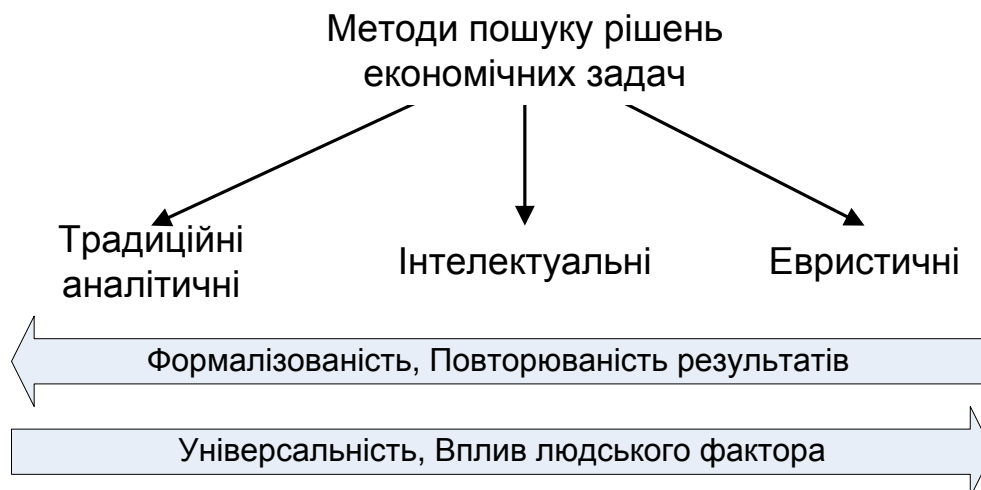 Методи пошуку рішень
економічних задач
Традиційні
аналітичні
Інтелектуальні
Евристичні
Формалізованість, Повторюваність результатів
Універсальність, Вплив людського фактора